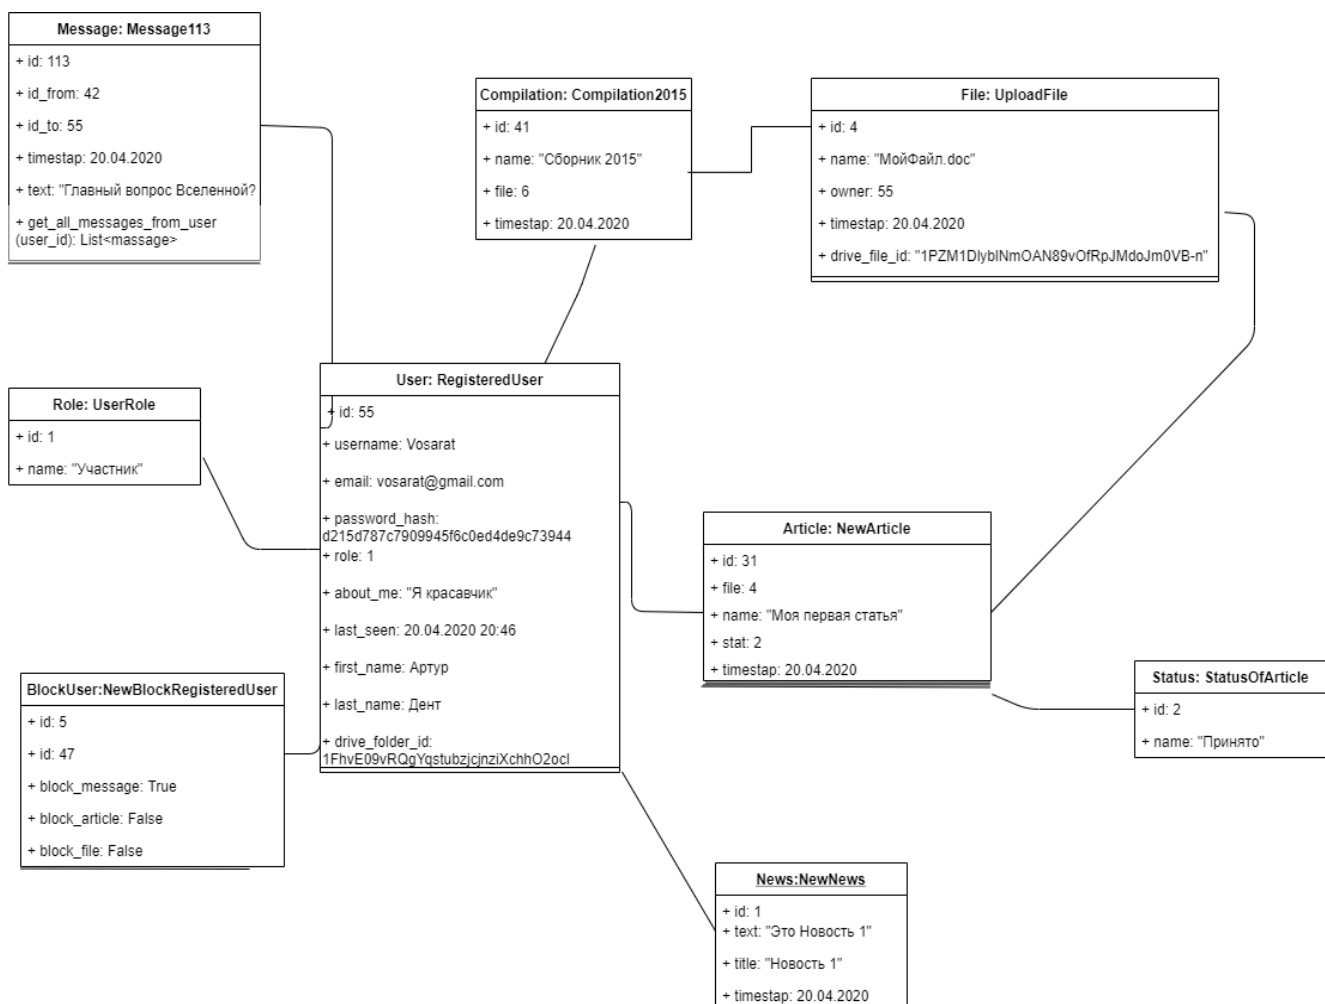 Message: Message113
+ id: 113
+ id_from: 42
+ id_to: 55
+ timestap: 20.04.2020
+ text: "Главный вопрос Вселенной?
+ get_all_messages_from_user
(user_id): List<massage>
Compilation: Compilation2015
+ id: 41
+ name: "Сборник 2015"
+ file: 6
+ timestap: 20.04.2020
File: UploadFile
+ id: 4
+ name: "МойФайл.doc"
+ owner: 55
+ timestap: 20.04.2020
+ drive_file_id: "1PZM1DlyblNmOAN89vOfRpJMdoJm0VB-n"
Role: UserRole
+ id: 1
+ name: "Участник"
User: RegisteredUser
+ id: 55
+ username: Vosarat
+ email: vosarat@gmail.com
+ password_hash:
d215d787c7909945f6c0ed4de9c73944
+ role: 1
+ about_me: "Я красавчик"
+ last_seen: 20.04.2020 20:46
+ first_name: Артур
+ last_name: Дент
+ drive_folder_id:
1FhvE09vRQgYqstubzjcjnziXchhO2ocI
Article: NewArticle
+ id: 31
+ file: 4
+ name: "Моя первая статья"
+ stat: 2
+ timestap: 20.04.2020
BlockUser:NewBlockRegisteredUser
+ id: 5
+ id: 47
+ block_message: True
+ block_article: False
+ block_file: False
Status: StatusOfArticle
+ id: 2
+ name: "Принято"
News:NewNews
+ id: 1
+ text: "Это Новость 1"
+ title: "Новость 1"
+ timestap: 20.04.2020